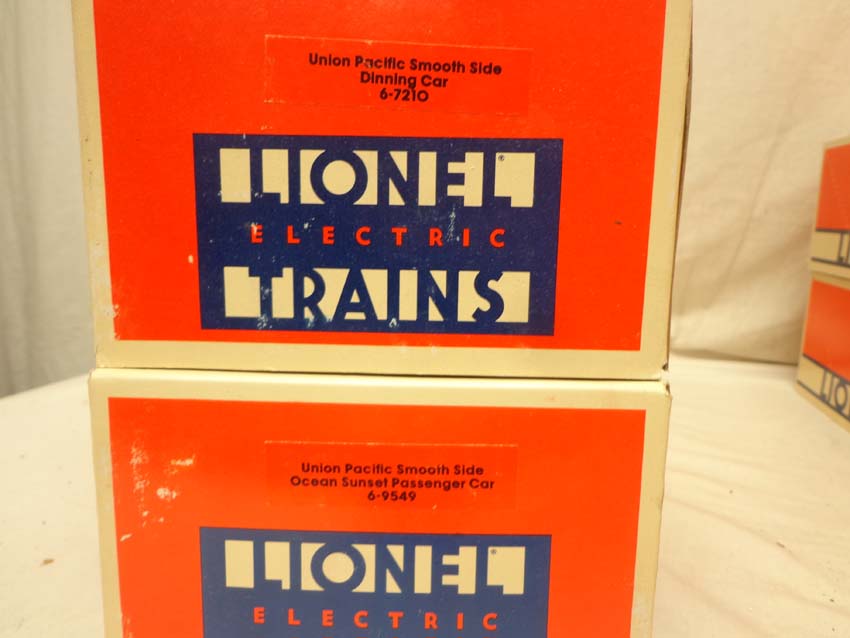 Union Pacific Smooth Side
Dinning Car
6-7210
LIONEL®
ELECTRIC
TRAINS
Union Pacific Smooth Side
Ocean Sunset Passenger Car
6-9549
LIONEL®
ELECTRIC